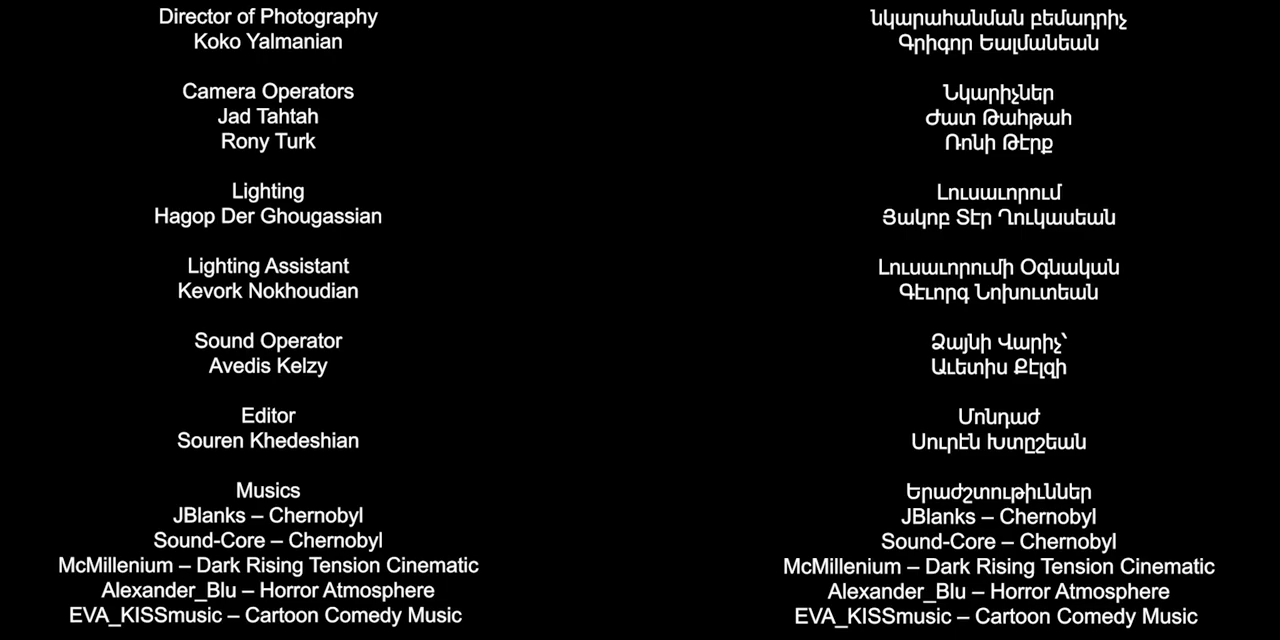 Director of Photography
Koko Yalmanian
Camera Operators
Jad Tahtah
Rony Turk
Lighting
Hagop Der Ghougassian
Lighting Assistant
Kevork Nokhoudian
Sound Operator
Avedis Kelzy
Editor
Souren Khedeshian
Musics
JBlanks – Chernobyl
Sound-Core – Chernobyl
McMillenium – Dark Rising Tension Cinematic
Alexander_Blu – Horror Atmosphere
EVA_KISSmusic – Cartoon Comedy Music
նկարահանման բեմադրիչ
Գրիգոր Եալմանեան
Նկարիչներ
Ժատ Թահթահ
Ռոնի Թէրք
Լուսաւորում
Յակոբ Տէր Ղուկասեան
Լուսաւորումի Օգնական
Գէւորգ Նոխուտեան
Ձայնի Վարիչ՝
Աւետիս Քէլզի
Մոնդաժ
Սուրէն Խտըշեան
Երաժշտութիւններ
JBlanks – Chernobyl
Sound-Core – Chernobyl
McMillenium – Dark Rising Tension Cinematic
Alexander_Blu – Horror Atmosphere
EVA_KISSmusic – Cartoon Comedy Music